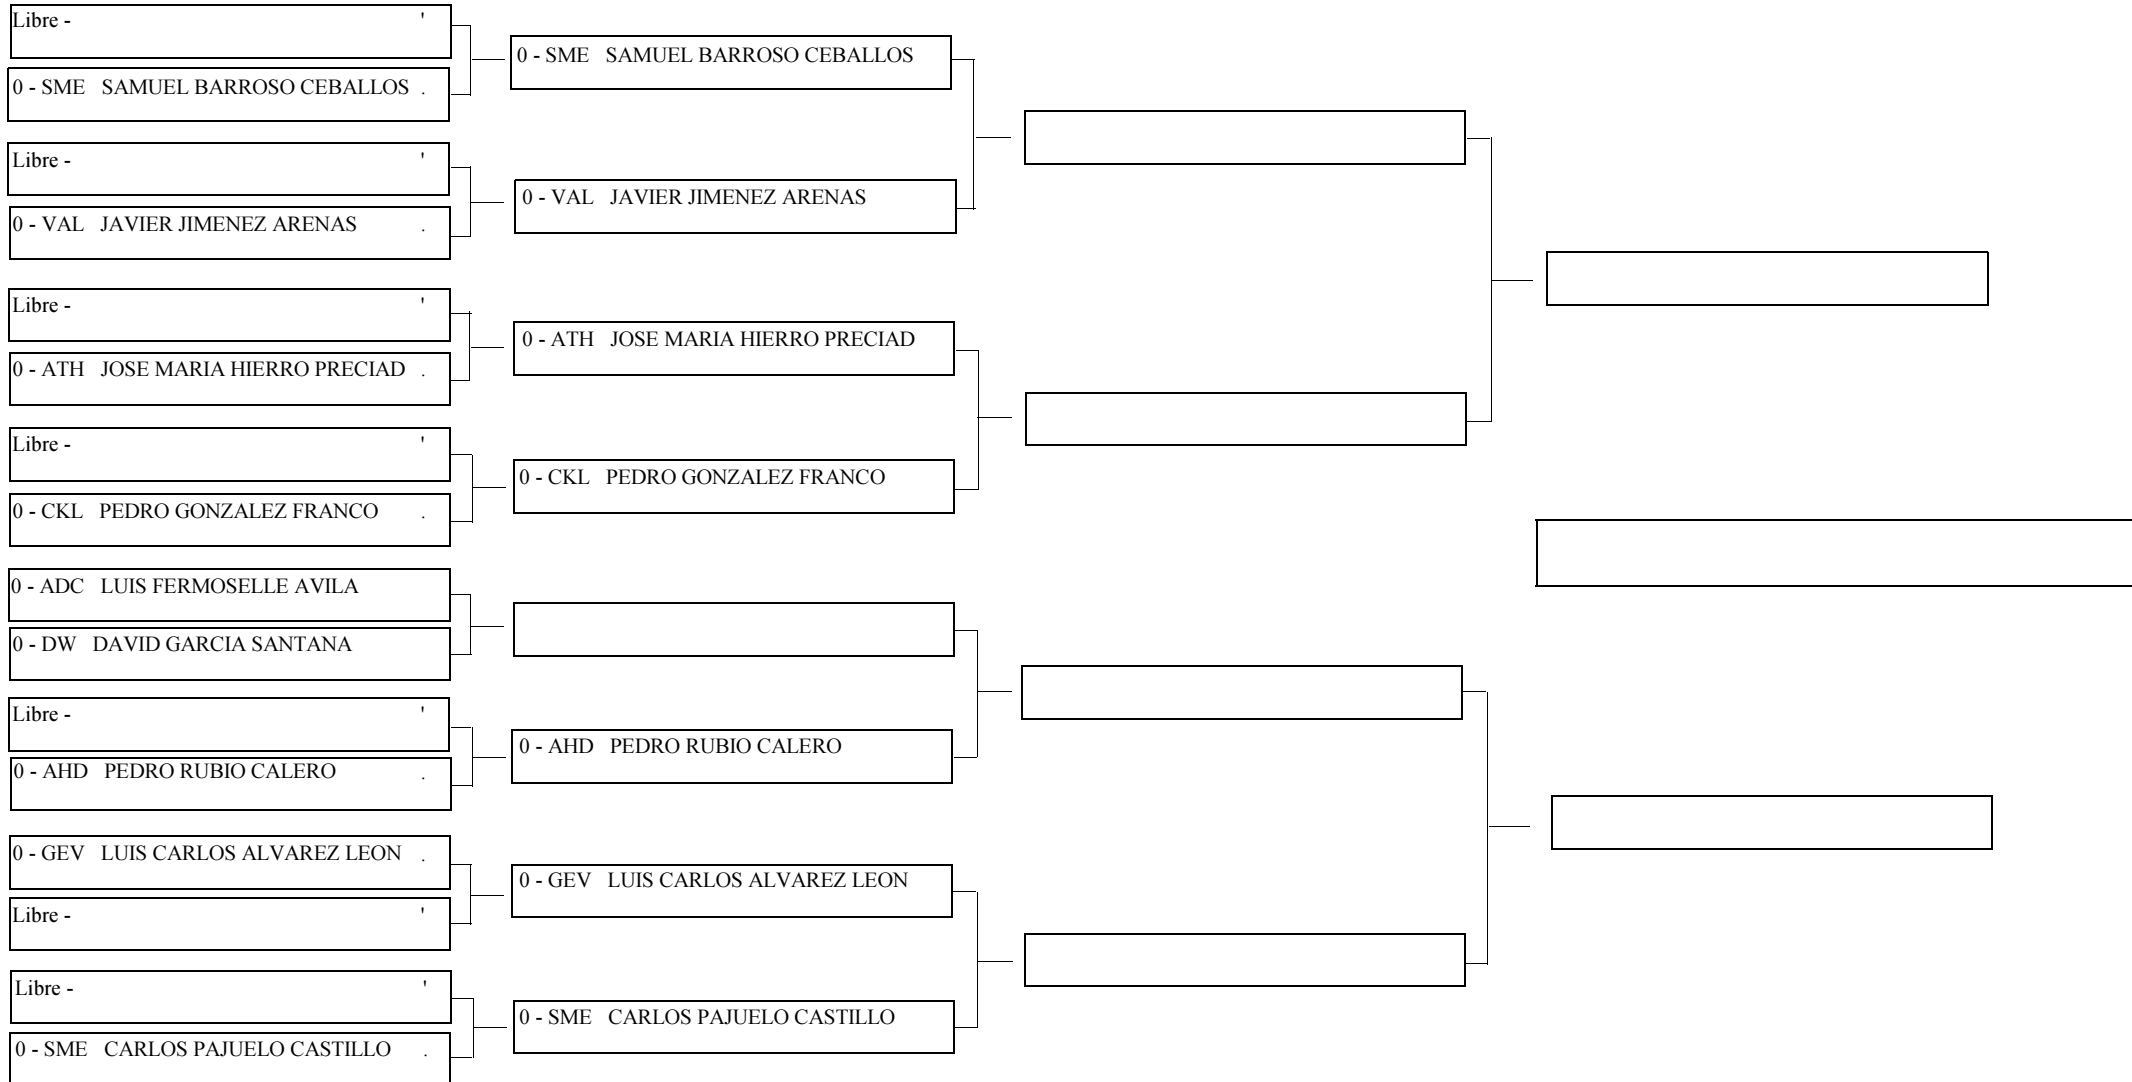 Libre - '
0 - SME SAMUEL BARROSO CEBALLOS .
Libre - '
0 - VAL JAVIER JIMENEZ ARENAS .
Libre - '
0 - ATH JOSE MARIA HIERRO PRECIAD .
Libre - '
0 - CKL PEDRO GONZALEZ FRANCO .
0 - ADC LUIS FERMOSELLE AVILA
0 - DW DAVID GARCIA SANTANA
Libre - '
0 - AHD PEDRO RUBIO CALERO .
0 - GEV LUIS CARLOS ALVAREZ LEON .
Libre - '
Libre - '
0 - SME CARLOS PAJUELO CASTILLO .
0 - SME SAMUEL BARROSO CEBALLOS
0 - VAL JAVIER JIMENEZ ARENAS
0 - ATH JOSE MARIA HIERRO PRECIAD
0 - CKL PEDRO GONZALEZ FRANCO
0 - AHD PEDRO RUBIO CALERO
0 - GEV LUIS CARLOS ALVAREZ LEON
0 - SME CARLOS PAJUELO CASTILLO